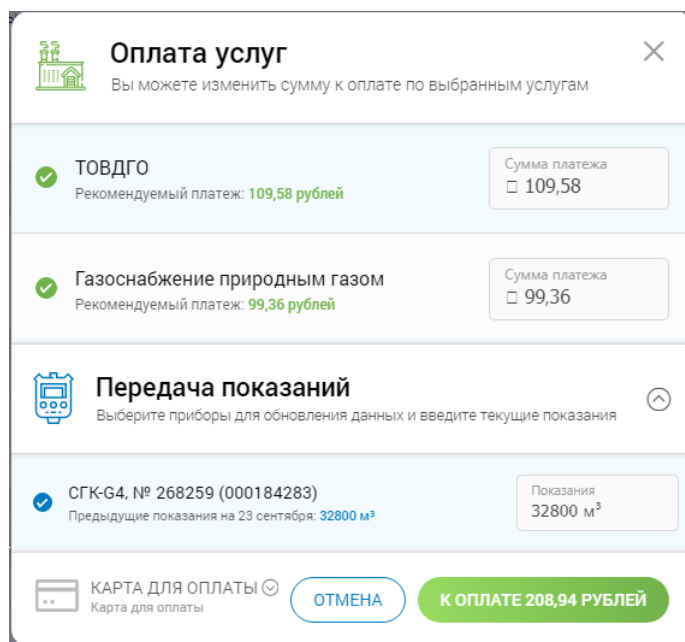 Оплата услуг
Вы можете изменить сумму к оплате по выбранным услугам
ТОВДГО
Рекомендуемый платеж: 109,58 рублей
Сумма платежа
□ 109,58
Газоснабжение природным газом
Рекомендуемый платеж: 99,36 рублей
Сумма платежа
□ 99,36
Передача показаний
Выберите приборы для обновления данных и введите текущие показания
СГК-G4, № 268259 (000184283)
Предыдущие показания на 23 сентября: 32800 м³
Показания
32800 м³
КАРТА ДЛЯ ОПЛАТЫ
Карта для оплаты
ОТМЕНА
К ОПЛАТЕ 208,94 РУБЛЕЙ